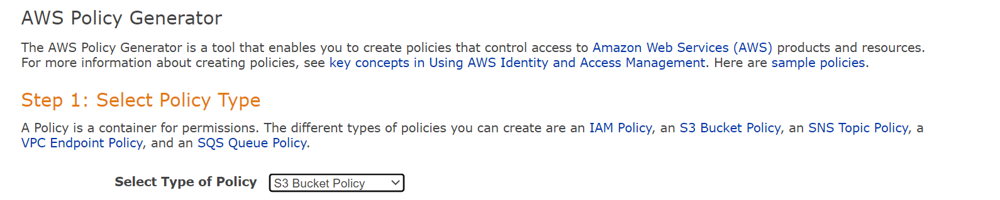 AWS Policy Generator
The AWS Policy Generator is a tool that enables you to create policies that control access to Amazon Web Services (AWS) products and resources.
For more information about creating policies, see key concepts in Using AWS Identity and Access Management. Here are sample policies.
Step 1: Select Policy Type
A Policy is a container for permissions. The different types of policies you can create are an IAM Policy, an S3 Bucket Policy, an SNS Topic Policy, a
VPC Endpoint Policy, and an SQS Queue Policy.
Select Type of Policy S3 Bucket Policy